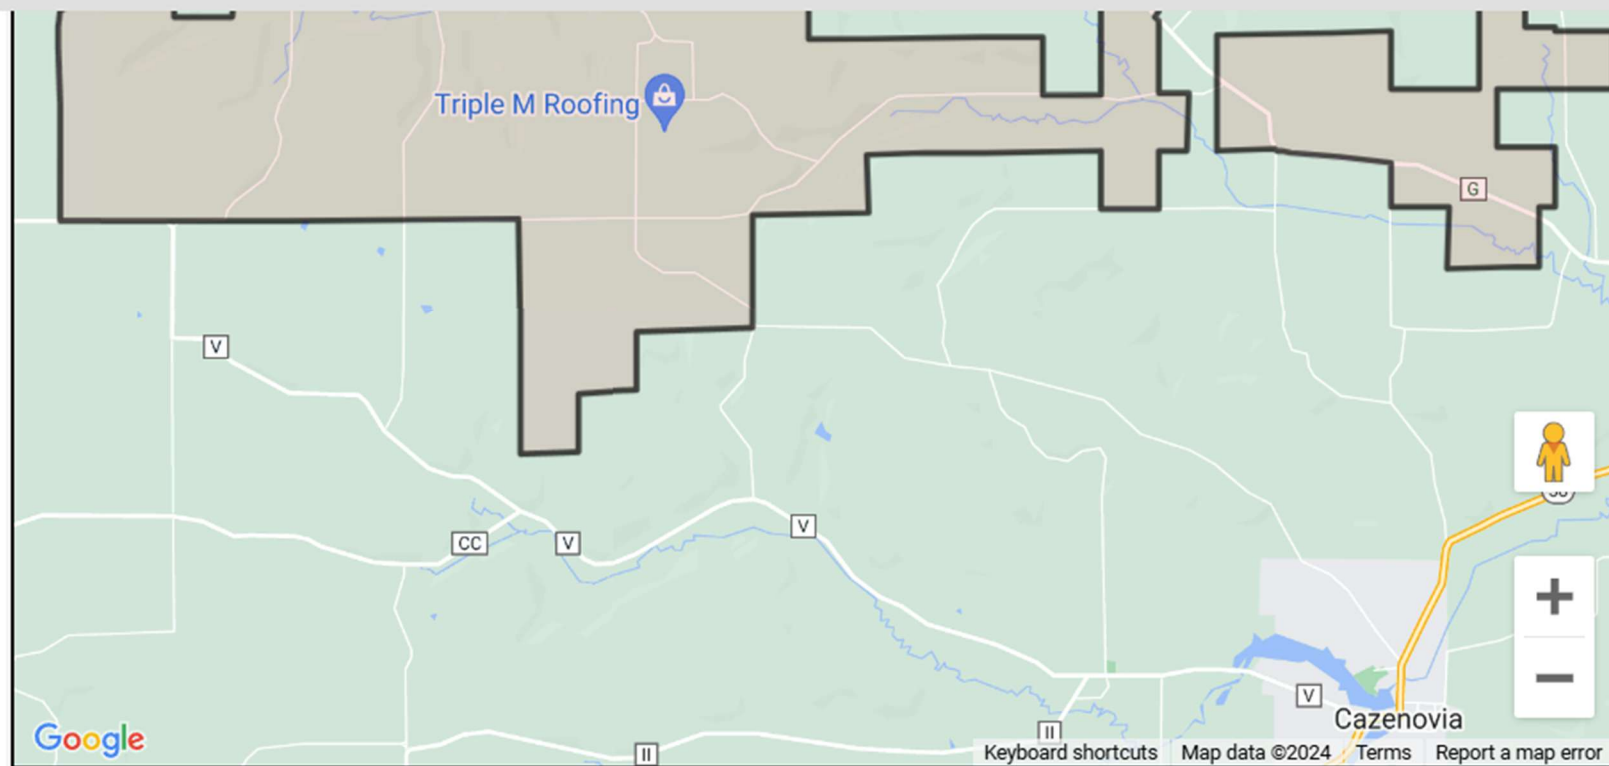 Triple M Roofing
G
V
V
CC
V
V
II
II
Cazenovia
Google
Keyboard shortcuts Map data ©2024 Terms Report a map error